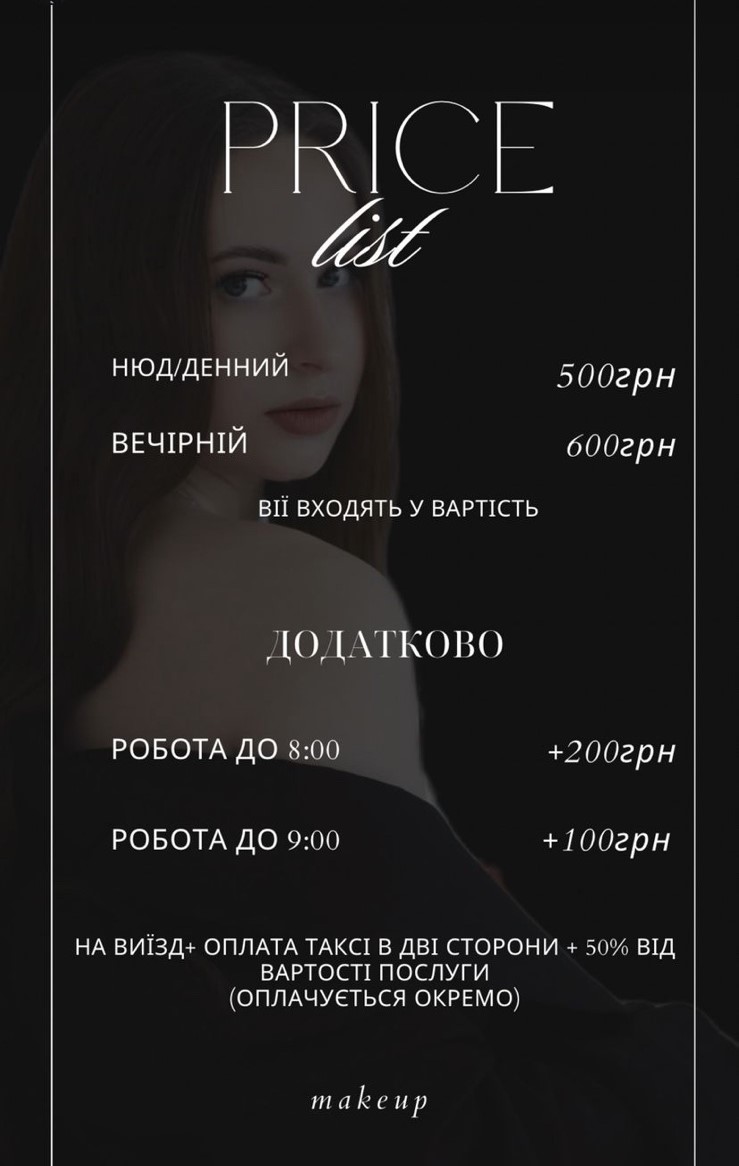 PRICE
list
НЮД/ДЕННИЙ 500грн
ВЕЧІРНІЙ 600грн
ВІЇ ВХОДЯТЬ У ВАРТІСТЬ
ДОДАТКОВО
РОБОТА ДО 8:00 +200грн
РОБОТА ДО 9:00 +100грн
НА ВИЇЗД+ ОПЛАТА ТАКСІ В ДВІ СТОРОНИ + 50% ВІД
ВАРТОСТІ ПОСЛУГИ
(ОПЛАЧУЄТЬСЯ ОКРЕМО)
makeup